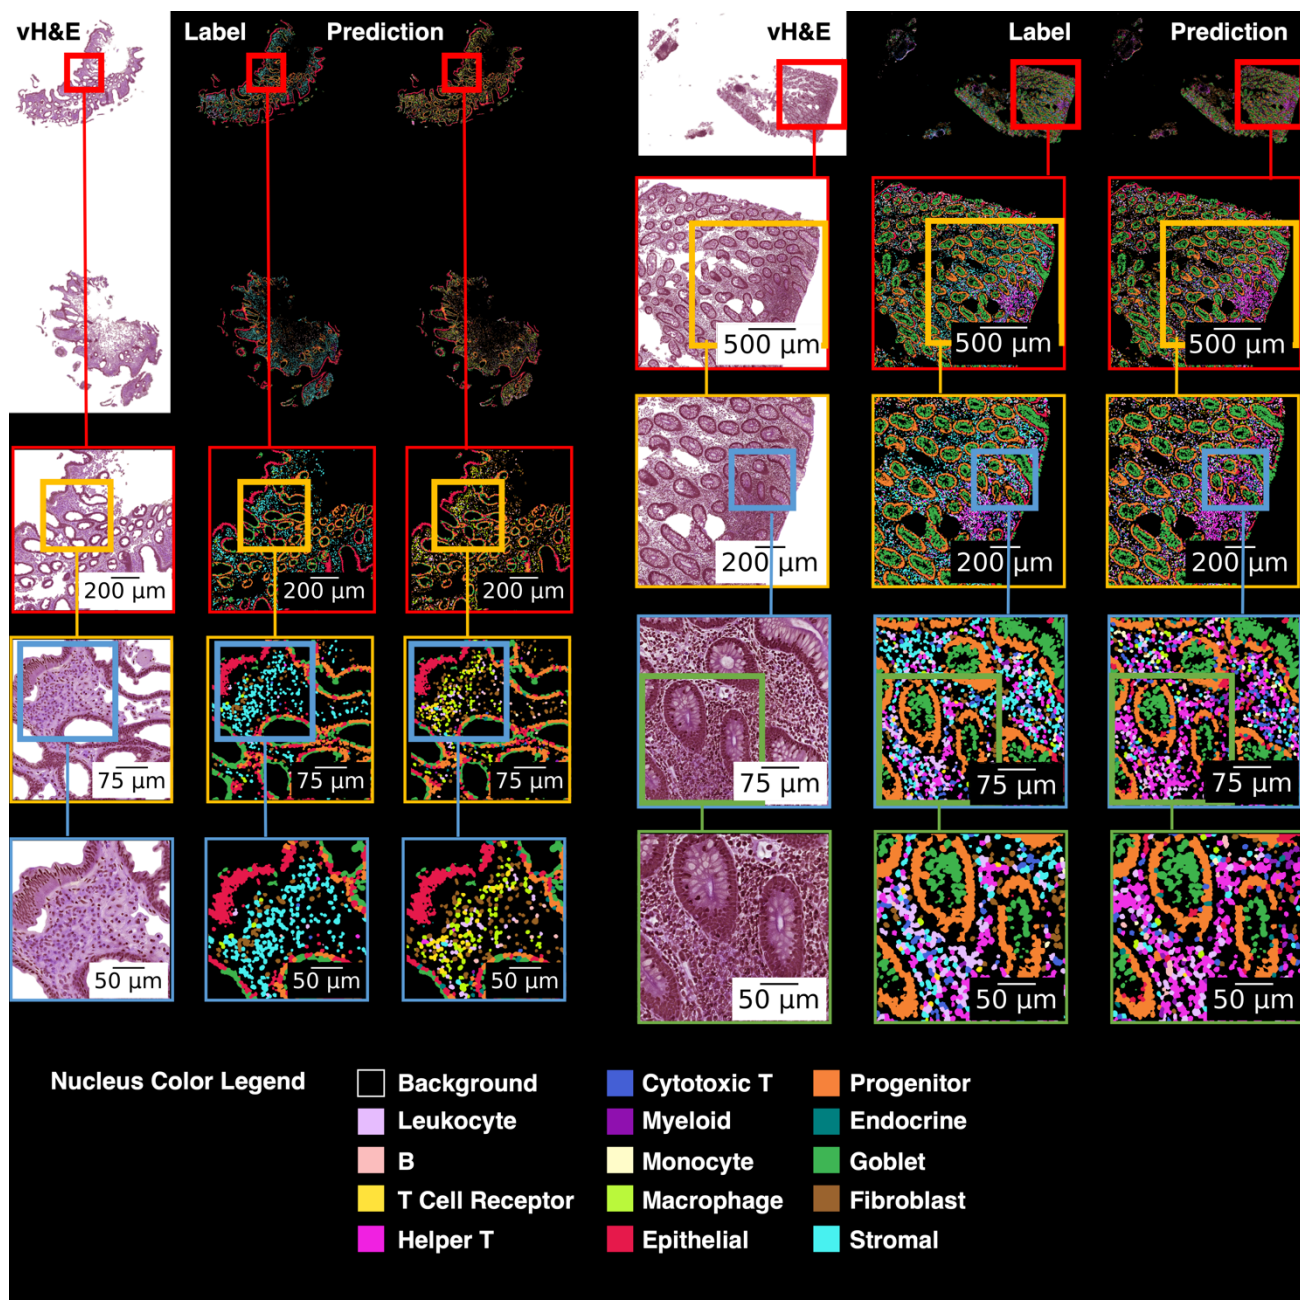 vH&E Label Prediction vH&E Label Prediction
500 µm 500 µm 500 µm
200 µm 200 µm 200 µm
200 µm 200 µm 200 µm
75 µm 75 µm 75 µm
75 µm 75 µm 75 µm
50 µm 50 µm 50 µm
50 µm 50 µm 50 µm
Nucleus Color Legend Background Cytotoxic T Progenitor
Leukocyte Myeloid Endocrine
B Monocyte Goblet
T Cell Receptor Macrophage Fibroblast
Helper T Epithelial Stromal